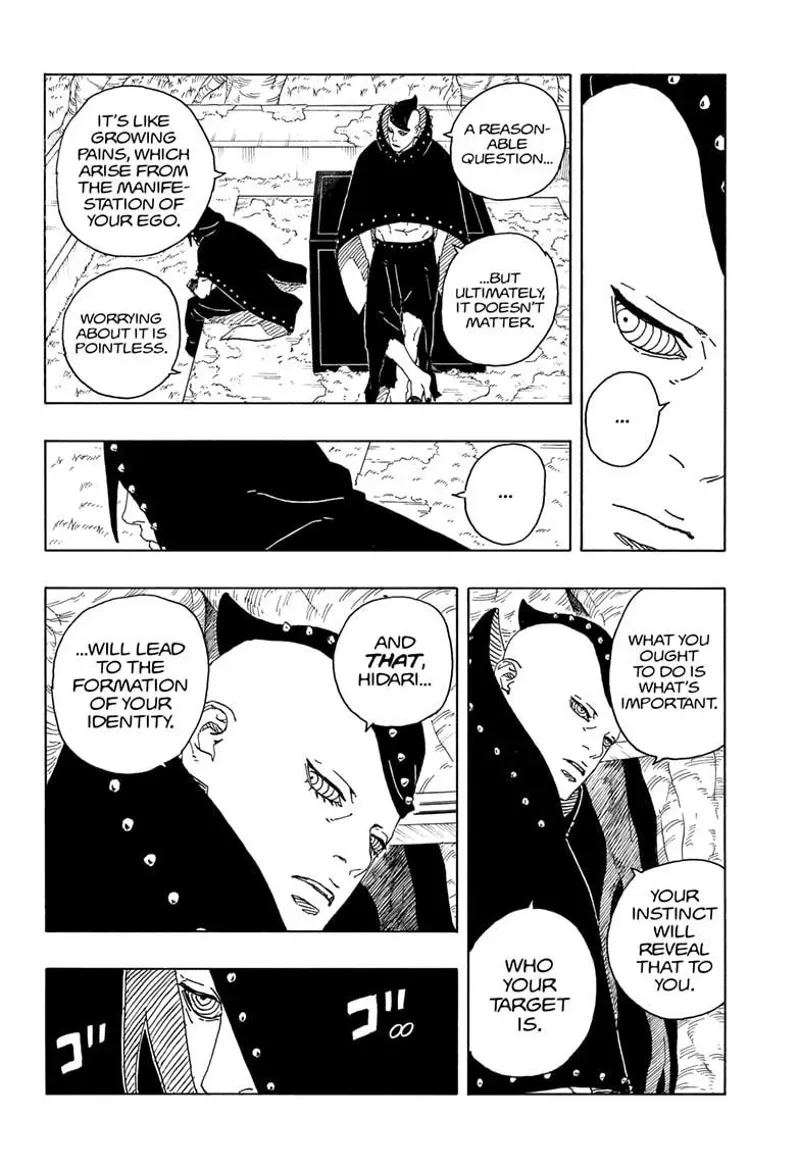 ...
A REASON-
ABLE
QUESTION...
...BUT
ULTIMATELY,
IT DOESN'T
MATTER.
IT'S LIKE
GROWING
PAINS, WHICH
ARISE FROM
THE MANIFE-
STATION OF
YOUR EGO.
WORRYING
ABOUT IT IS
POINTLESS.
...
WHAT YOU
OUGHT
TO DO IS
WHAT'S
IMPORTANT.
YOUR
INSTINCT
WILL
REVEAL
THAT TO
YOU.
WHO
YOUR
TARGET
IS.
AND
THAT,
HIDARI...
...WILL LEAD
TO THE
FORMATION
OF YOUR
IDENTITY.
ゴ
ゴ